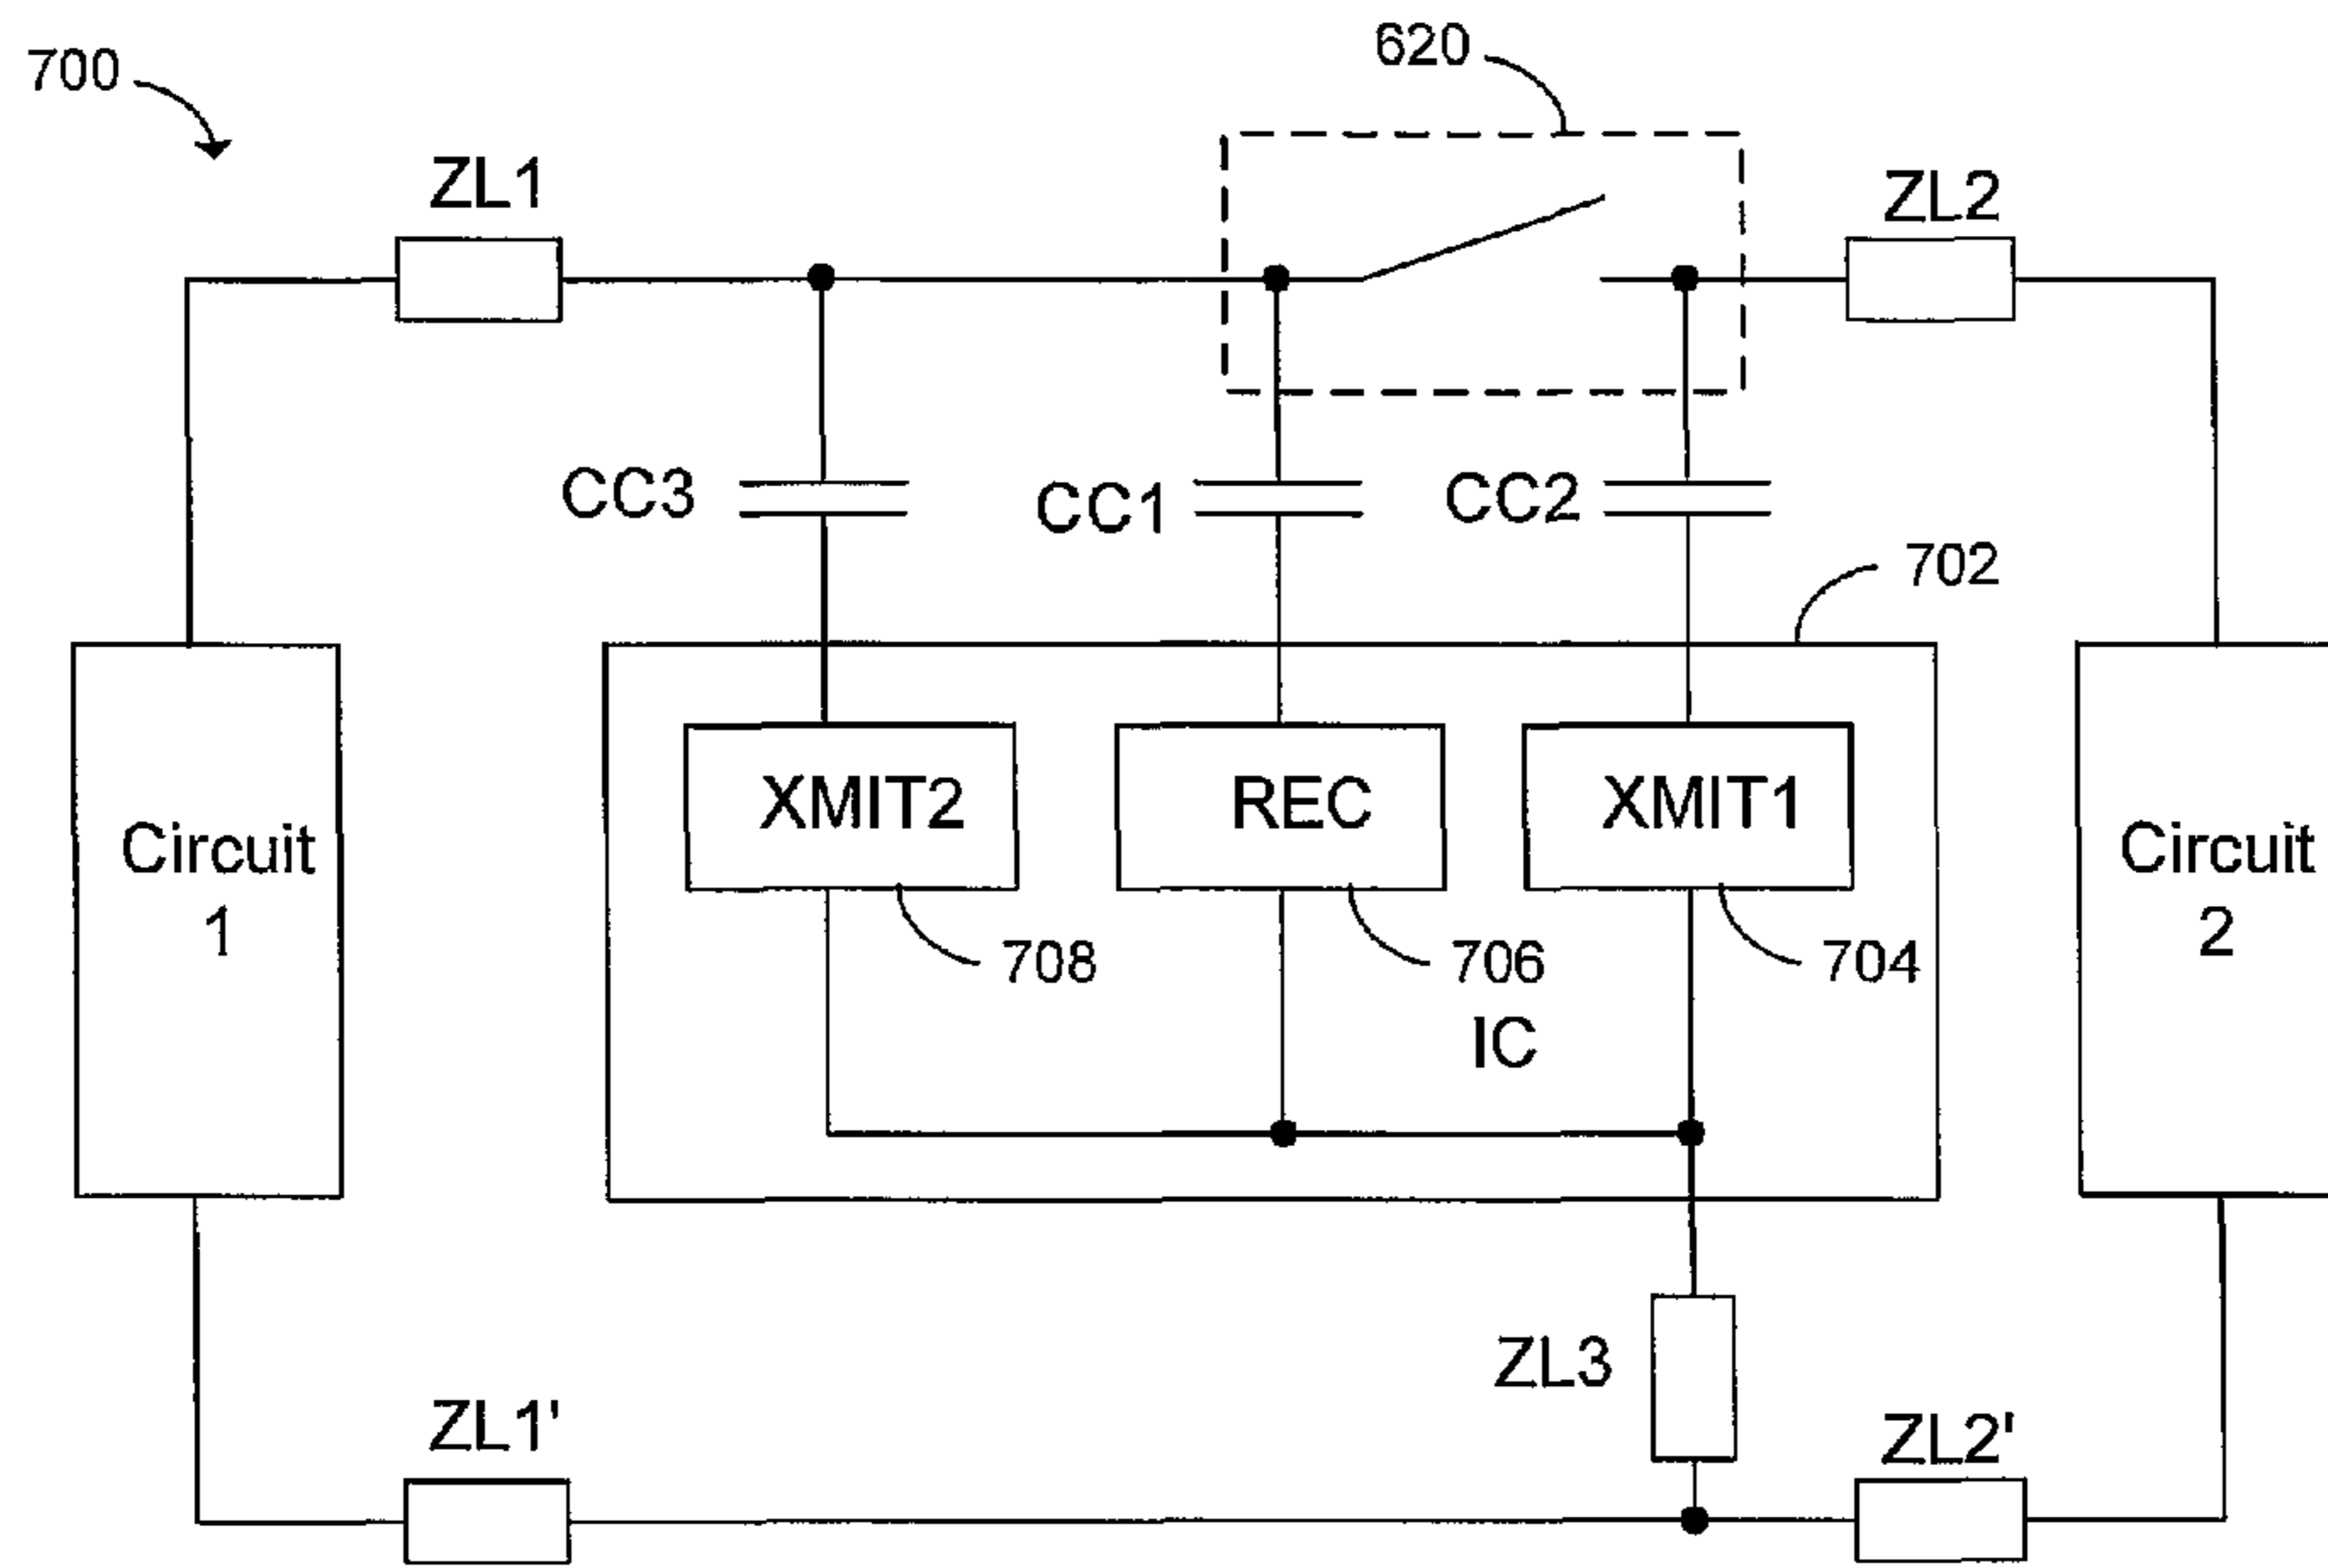 700
620
ZL1
ZL2
CC3
CC1
CC2
702
XMIT2
REC
XMIT1
Circuit
1
Circuit
2
708
706
704
IC
ZL3
ZL1'
ZL2'